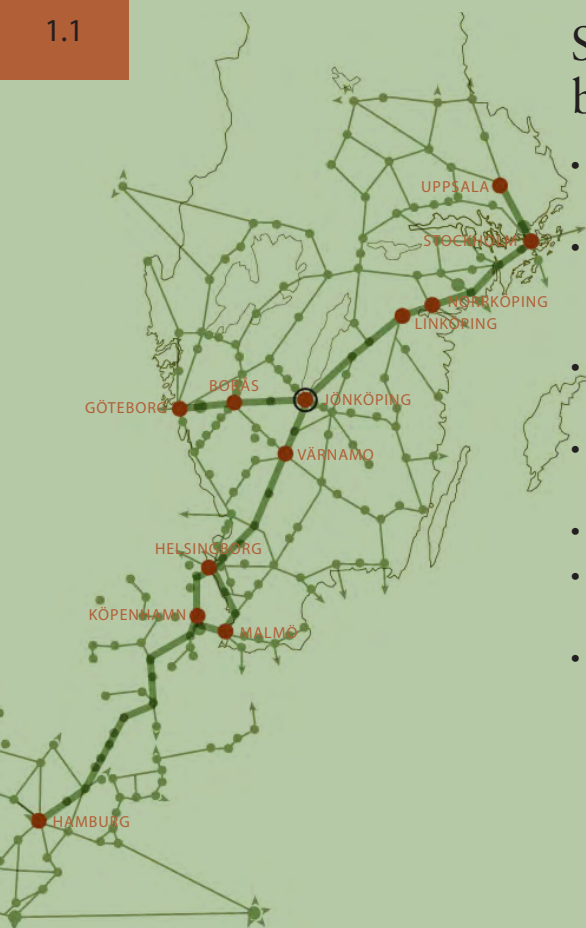 1.1
S
b
UPPSALA
STOCKHOLM
NORRKÖPING
LINKÖPING
BORÅS
GÖTEBORG
JÖNKÖPING
VÄRNAMO
HELSINGBORG
KÖPENHAMN
MALMÖ
HAMBURG